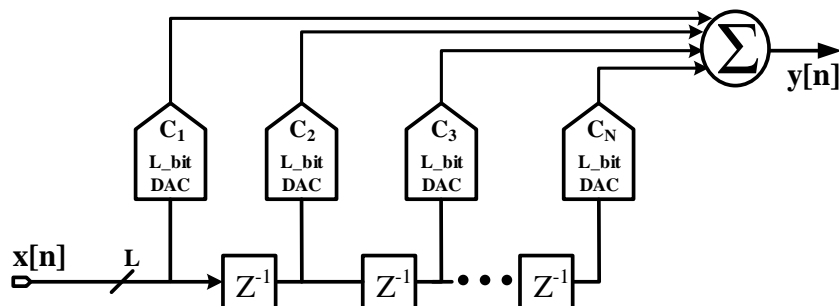 y[n]
Σ
C1
L_bit
DAC
C2
L_bit
DAC
C3
L_bit
DAC
CN
L_bit
DAC
x[n]
L
Z-1
Z-1
Z-1